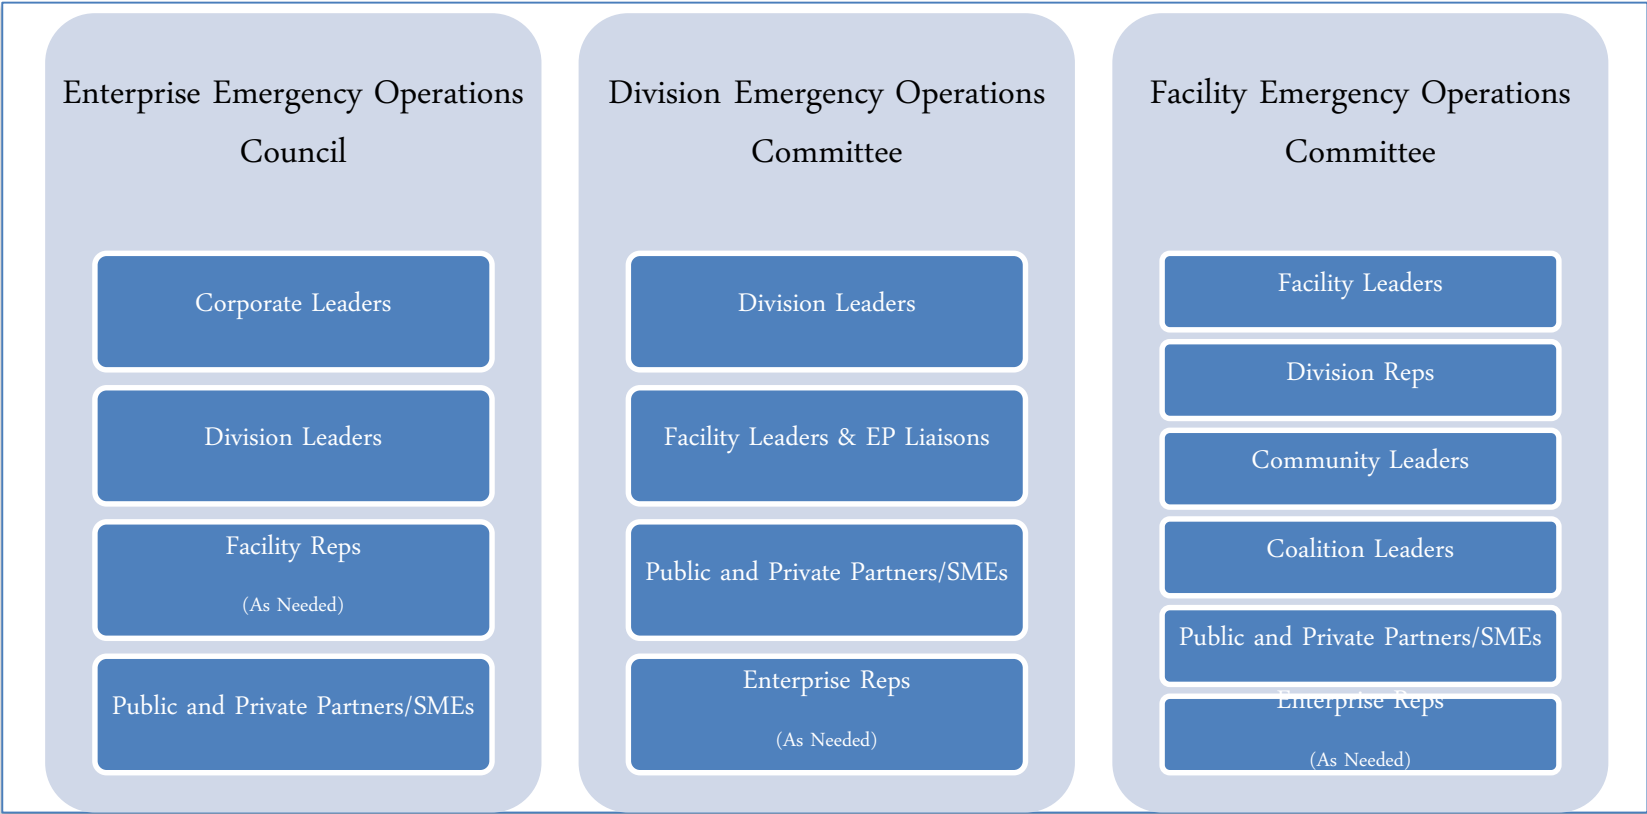 Enterprise Emergency Operations
Council
Corporate Leaders
Division Leaders
Facility Reps
(As Needed)
Public and Private Partners/SMEs
Division Emergency Operations
Committee
Division Leaders
Facility Leaders & EP Liaisons
Public and Private Partners/SMEs
Enterprise Reps
(As Needed)
Facility Emergency Operations
Committee
Facility Leaders
Division Reps
Community Leaders
Coalition Leaders
Public and Private Partners/SMEs
Enterprise Reps
(As Needed)